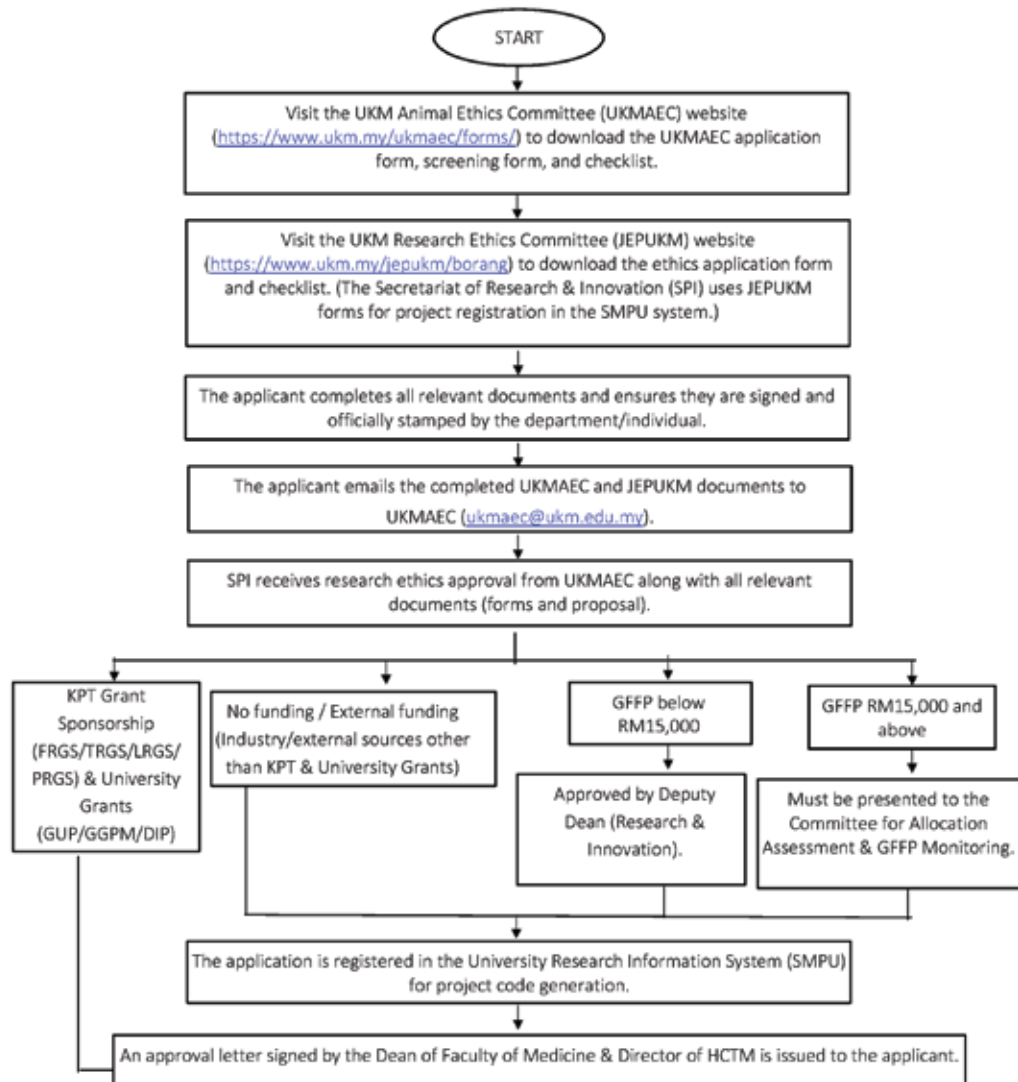 START
Visit the UKM Animal Ethics Committee (UKMAEC) website
(https://www.ukm.my/ukmaec/forms/) to download the UKMAEC application
form, screening form, and checklist.
Visit the UKM Research Ethics Committee (JEPUKM) website
(https://www.ukm.my/jepukm/borang) to download the ethics application form
and checklist. (The Secretariat of Research & Innovation (SPI) uses JEPUKM
forms for project registration in the SMPU system.)
The applicant completes all relevant documents and ensures they are signed and
officially stamped by the department/individual.
The applicant emails the completed UKMAEC and JEPUKM documents to
UKMAEC (ukmaec@ukm.edu.my).
SPI receives research ethics approval from UKMAEC along with all relevant
documents (forms and proposal).
KPT Grant
Sponsorship
(FRGS/TRGS/LRGS/
PRGS) & University
Grants
(GUP/GGPM/DIP)
No funding / External funding
(Industry/external sources other
than KPT & University Grants)
GFFP below
RM15,000
GFFP RM15,000 and
above
Approved by Deputy
Dean (Research &
Innovation).
Must be presented to the
Committee for Allocation
Assessment & GFFP Monitoring.
The application is registered in the University Research Information System (SMPU)
for project code generation.
An approval letter signed by the Dean of Faculty of Medicine & Director of HCTM is issued to the applicant.